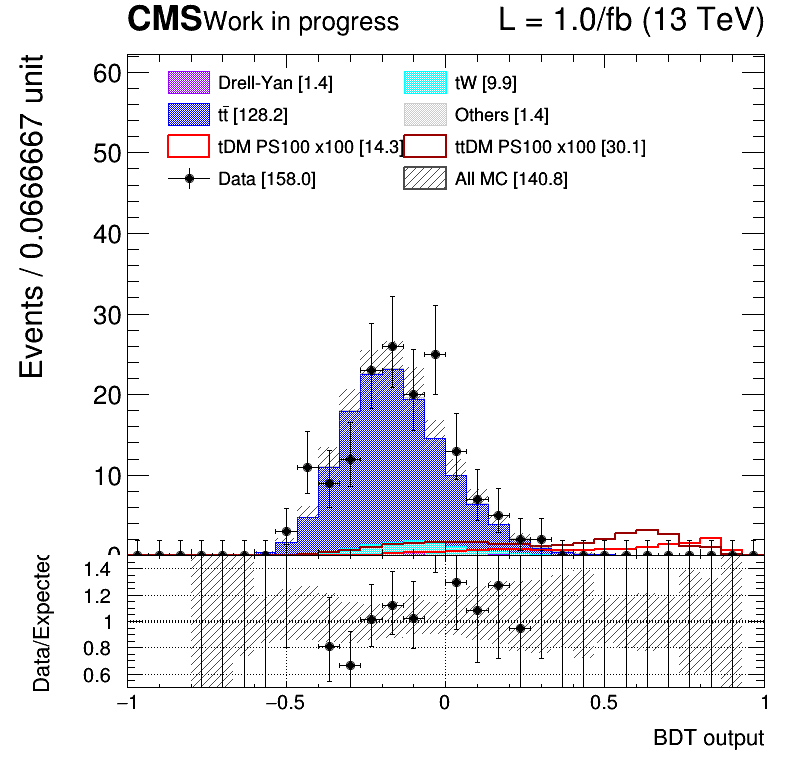 CMS Work in progress L = 1.0/fb (13 TeV)
Events / 0.0666667 unit
60
50
40
30
20
10
0
Drell-Yan [1.4] tW [9.9]
tt̄ [128.2] Others [1.4]
tDM PS100 x100 [14.3] ttDM PS100 x100 [30.1]
Data [158.0] All MC [140.8]
Data/Expected
1.4
1.2
1
0.8
0.6
−1 −0.5 0 0.5 1
BDT output